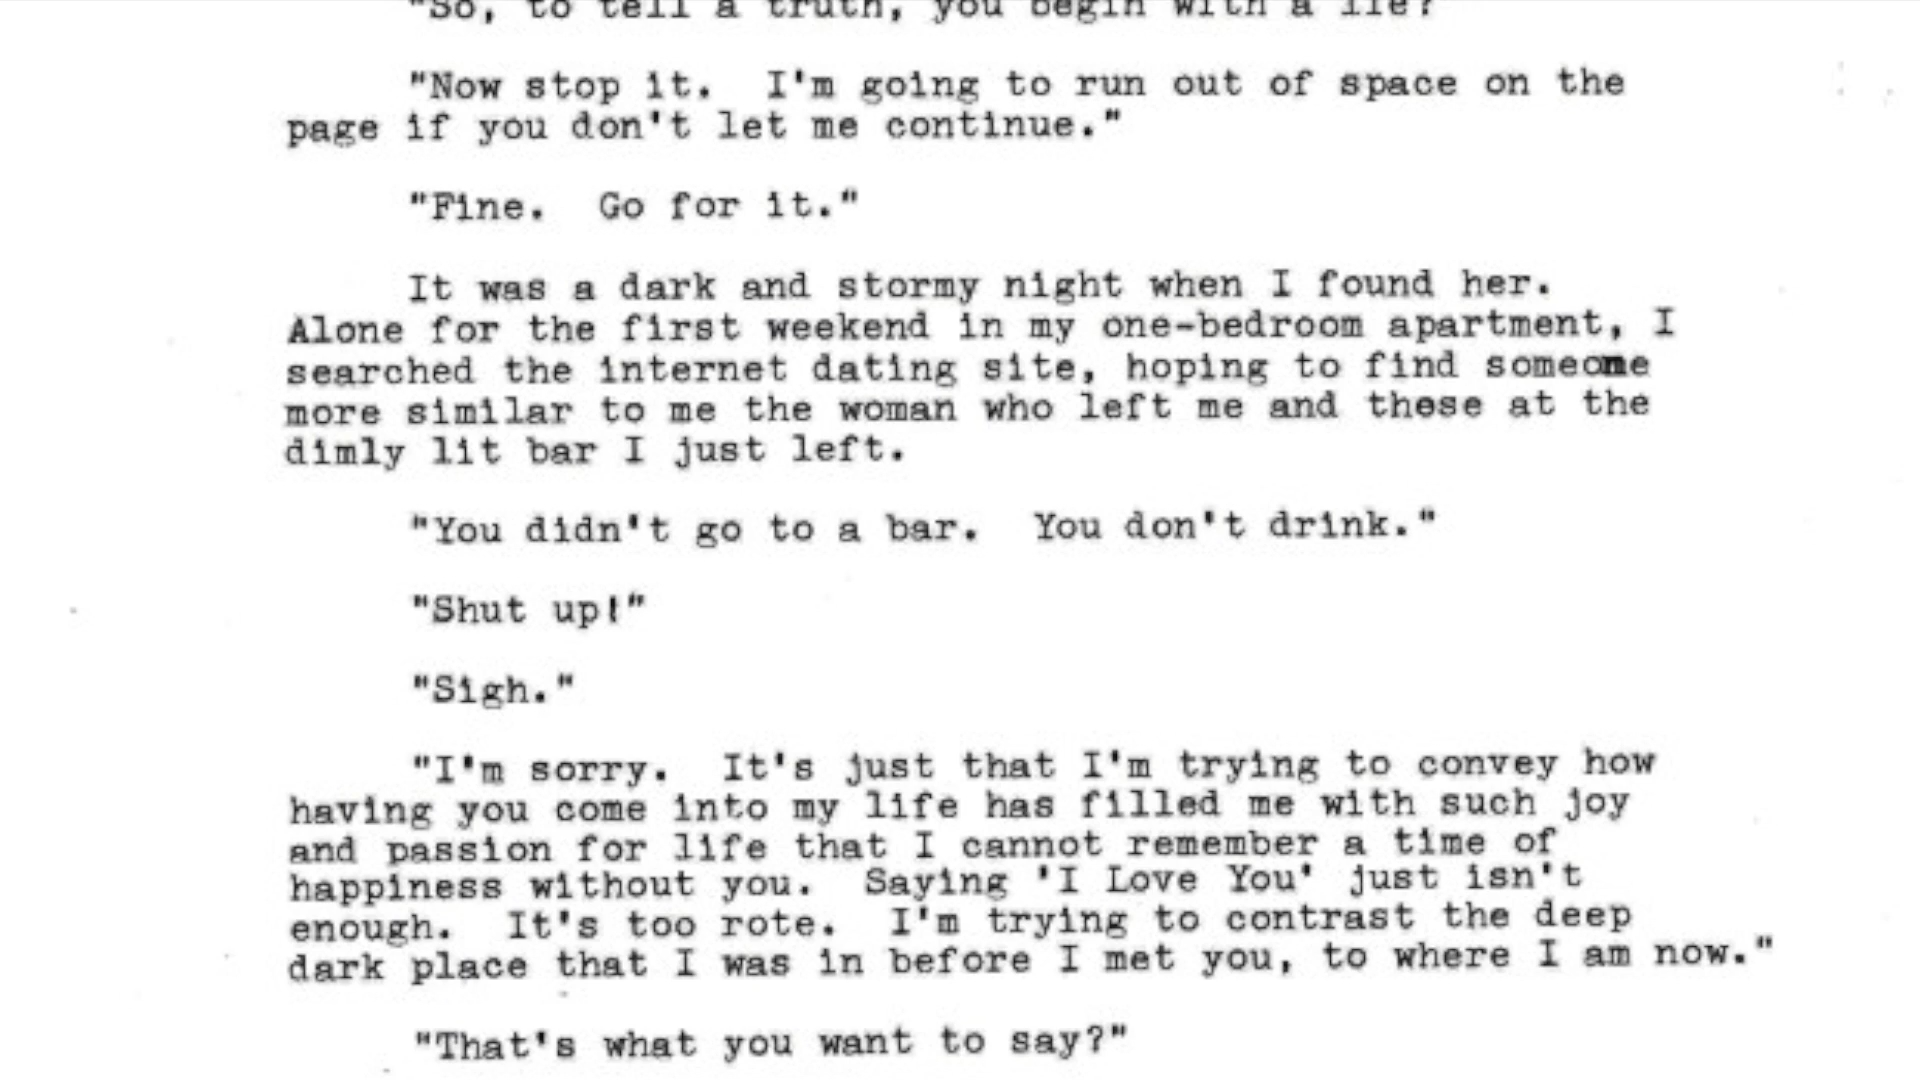 "So, to tell a truth, you begin with a lie?
"Now stop it.  I'm going to run out of space on the
page if you don't let me continue."
"Fine.  Go for it."
It was a dark and stormy night when I found her.
Alone for the first weekend in my one-bedroom apartment, I
searched the internet dating site, hoping to find someone
more similar to me the woman who left me and those at the
dimly lit bar I just left.
"You didn't go to a bar.  You don't drink."
"Shut up!"
"Sigh."
"I'm sorry.  It's just that I'm trying to convey how
having you come into my life has filled me with such joy
and passion for life that I cannot remember a time of
happiness without you.  Saying 'I Love You' just isn't
enough.  It's too rote.  I'm trying to contrast the deep
dark place that I was in before I met you, to where I am now."
"That's what you want to say?"